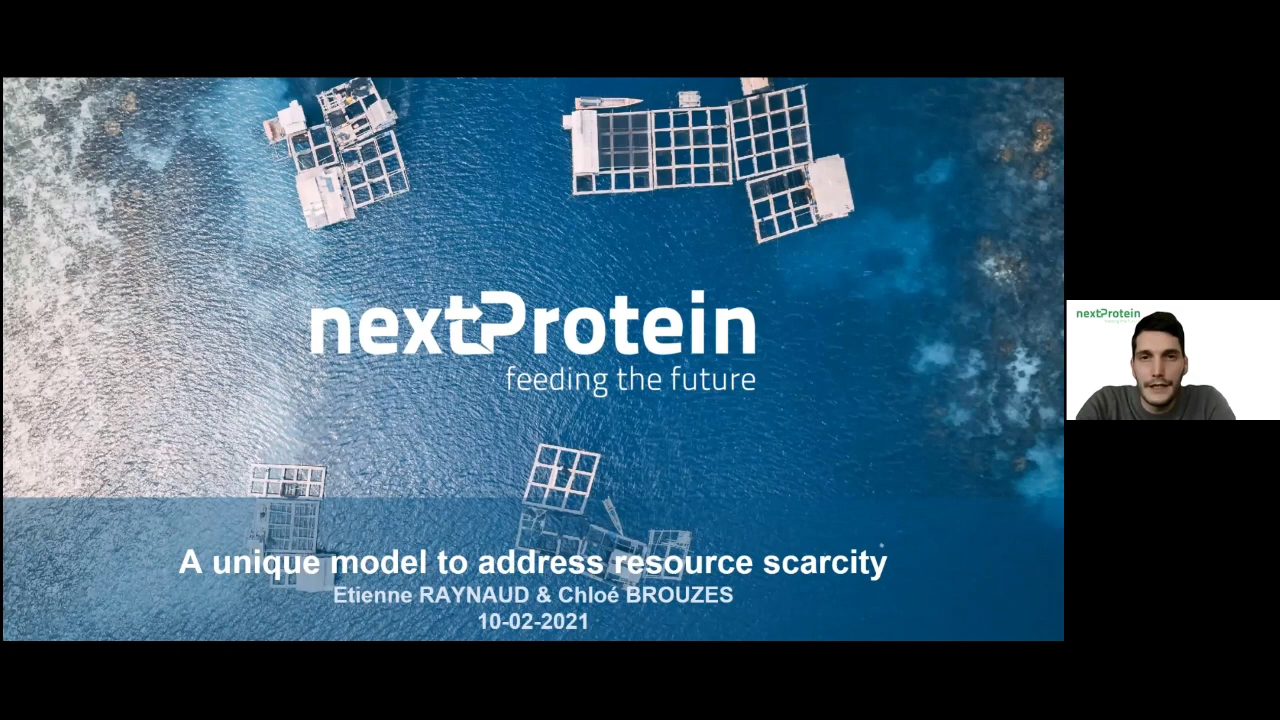 nextProtein
feeding the future
A unique model to address resource scarcity
Etienne RAYNAUD & Chloé BROUZES
10-02-2021
nextProtein